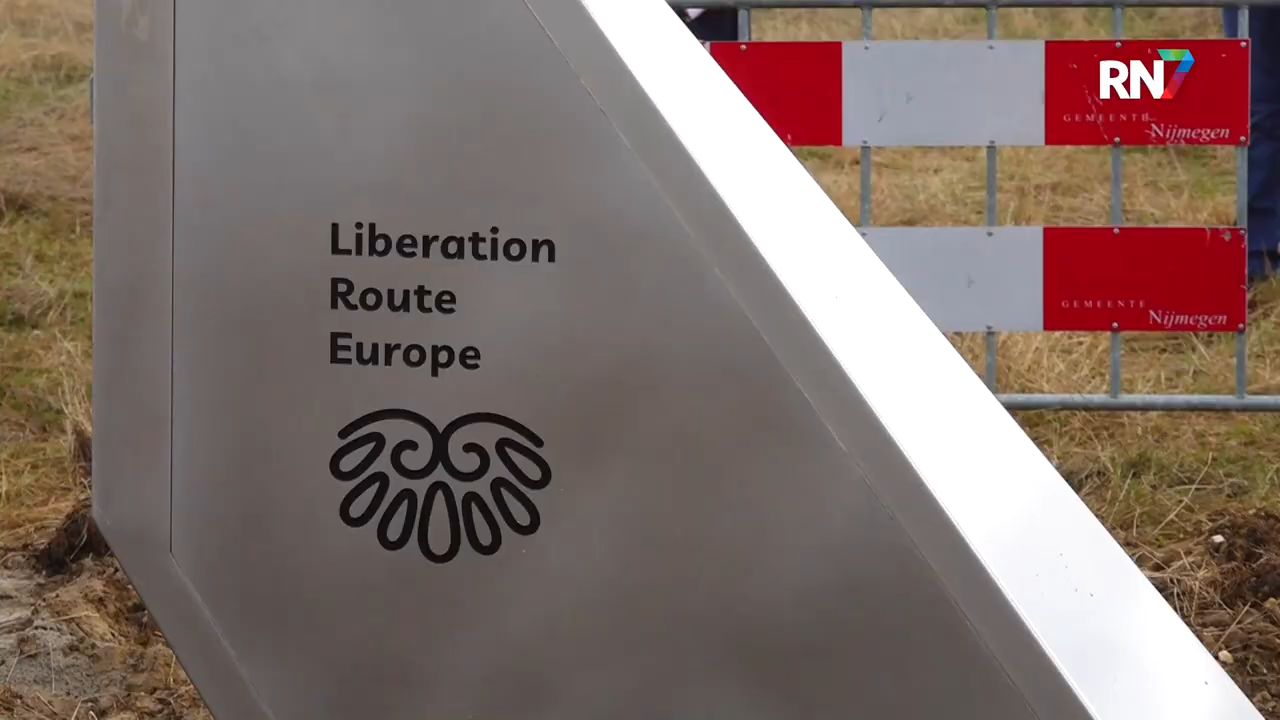 RN7
GEMEENTE
Nijmegen
Liberation
Route
Europe
GEMEENTE
Nijmegen